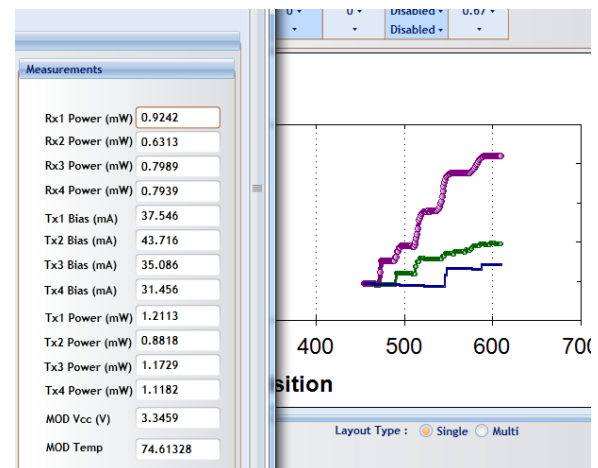 0 0 Disabled 0.67
Disabled
Measurements
Rx1 Power (mW) 0.9242
Rx2 Power (mW) 0.6313
Rx3 Power (mW) 0.7989
Rx4 Power (mW) 0.7939
Tx1 Bias (mA) 37.546
Tx2 Bias (mA) 43.716
Tx3 Bias (mA) 35.086
Tx4 Bias (mA) 31.456
Tx1 Power (mW) 1.2113
Tx2 Power (mW) 0.8818
Tx3 Power (mW) 1.1729
Tx4 Power (mW) 1.1182
MOD Vcc (V) 3.3459
MOD Temp 74.61328
400 500 600 700
sition
Layout Type : Single Multi